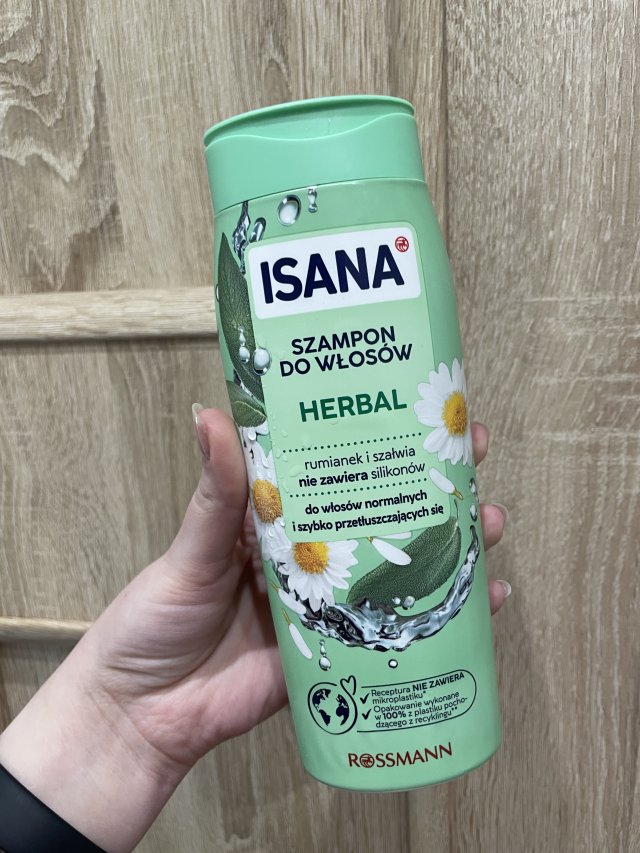 ISANA
SZAMPON
DO WŁOSÓW
HERBAL
rumianek i szałwia
nie zawiera silikonów
do włosów normalnych
i szybko przetłuszczających się
Receptura NIE ZAWIERA
mikroplastiku*
Opakowanie wykonane
w 100% z plastiku pocho-
dzącego z recyklingu**
ROSSMANN